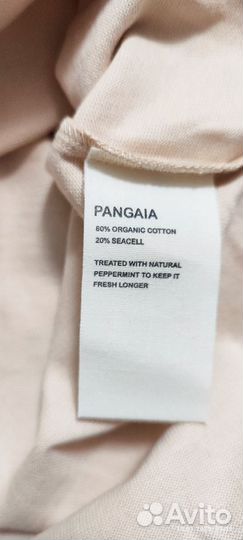 PANGAIA
80% ORGANIC COTTON
20% SEACELL
TREATED WITH NATURAL
PEPPERMINT TO KEEP IT
FRESH LONGER
Avito